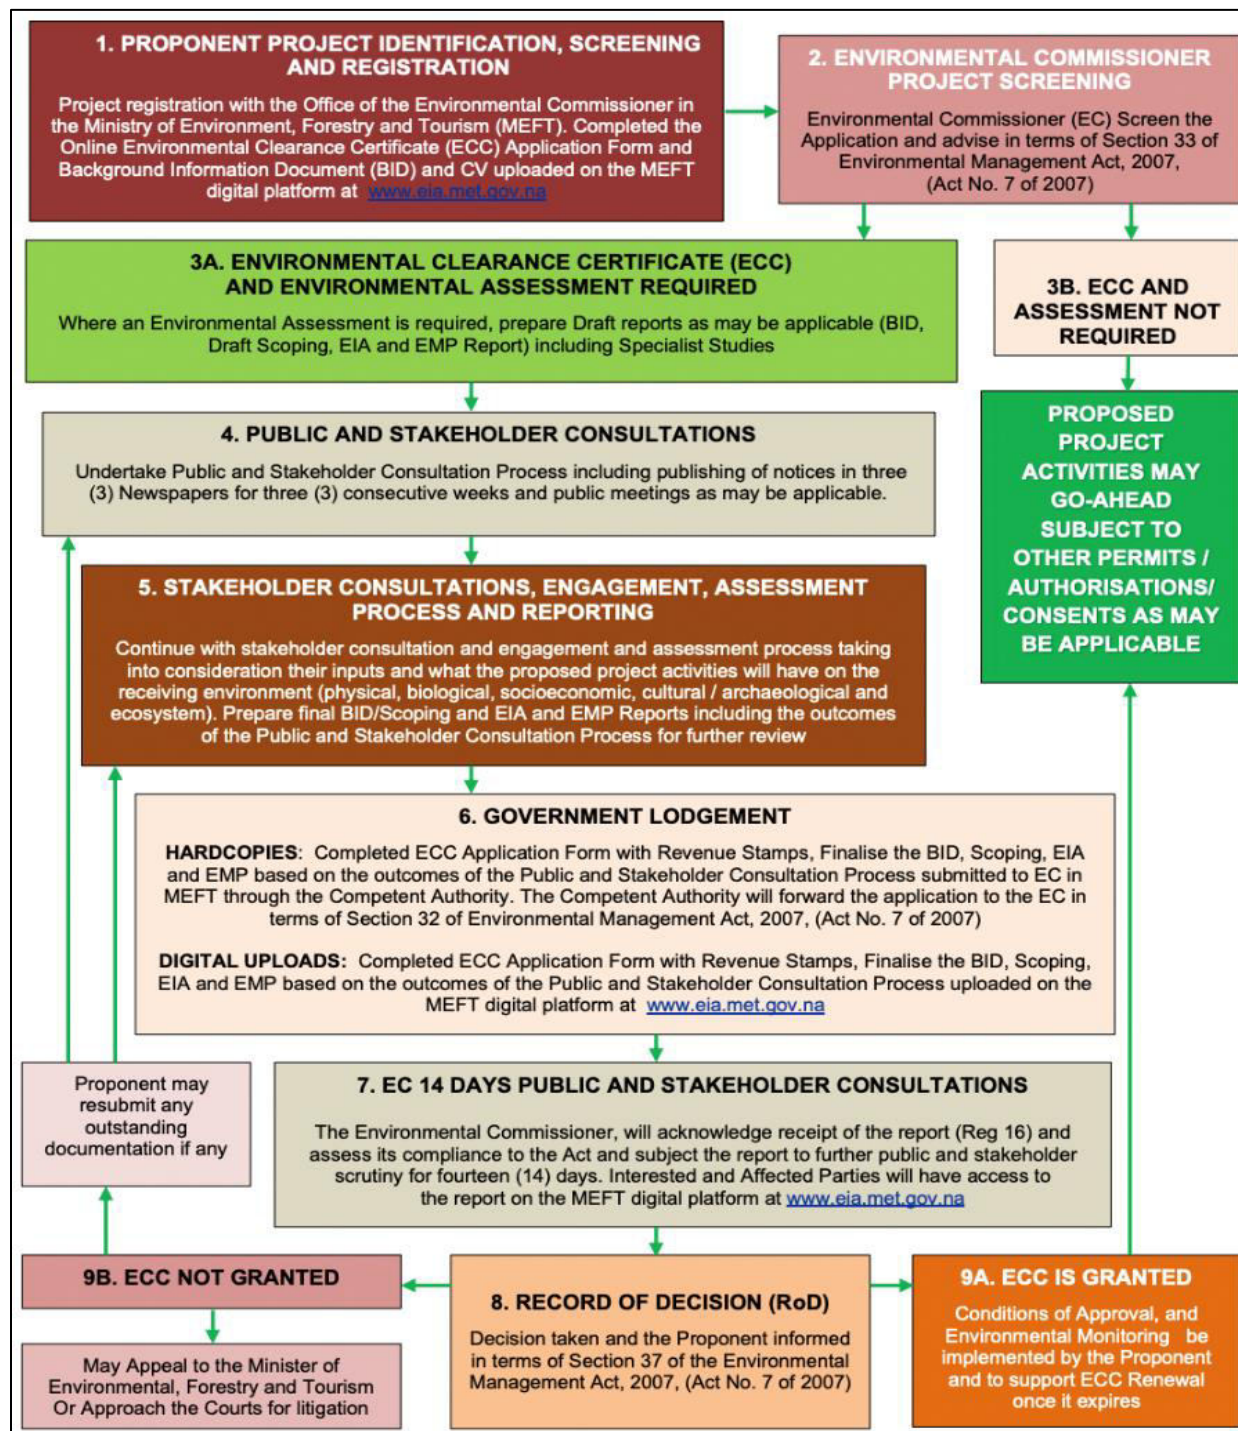 1. PROPONENT PROJECT IDENTIFICATION, SCREENING
AND REGISTRATION
Project registration with the Office of the Environmental Commissioner in
the Ministry of Environment, Forestry and Tourism (MEFT). Completed the
Online Environmental Clearance Certificate (ECC) Application Form and
Background Information Document (BID) and CV uploaded on the MEFT
digital platform at www.eia.met.gov.na
2. ENVIRONMENTAL COMMISSIONER
PROJECT SCREENING
Environmental Commissioner (EC) Screen the
Application and advise in terms of Section 33 of
Environmental Management Act, 2007,
(Act No. 7 of 2007)
3A. ENVIRONMENTAL CLEARANCE CERTIFICATE (ECC)
AND ENVIRONMENTAL ASSESSMENT REQUIRED
Where an Environmental Assessment is required, prepare Draft reports as may be applicable (BID,
Draft Scoping, EIA and EMP Report) including Specialist Studies
3B. ECC AND
ASSESSMENT NOT
REQUIRED
4. PUBLIC AND STAKEHOLDER CONSULTATIONS
Undertake Public and Stakeholder Consultation Process including publishing of notices in three
(3) Newspapers for three (3) consecutive weeks and public meetings as may be applicable.
PROPOSED
PROJECT
ACTIVITIES MAY
GO-AHEAD
SUBJECT TO
OTHER PERMITS /
AUTHORISATIONS/
CONSENTS AS MAY
BE APPLICABLE
5. STAKEHOLDER CONSULTATIONS, ENGAGEMENT, ASSESSMENT
PROCESS AND REPORTING
Continue with stakeholder consultation and engagement and assessment process taking
into consideration their inputs and what the proposed project activities will have on the
receiving environment (physical, biological, socioeconomic, cultural / archaeological and
ecosystem). Prepare final BID/Scoping and EIA and EMP Reports including the outcomes
of the Public and Stakeholder Consultation Process for further review
6. GOVERNMENT LODGEMENT
HARDCOPIES: Completed ECC Application Form with Revenue Stamps, Finalise the BID, Scoping, EIA
and EMP based on the outcomes of the Public and Stakeholder Consultation Process submitted to EC in
MEFT through the Competent Authority. The Competent Authority will forward the application to the EC in
terms of Section 32 of Environmental Management Act, 2007, (Act No. 7 of 2007)
DIGITAL UPLOADS: Completed ECC Application Form with Revenue Stamps, Finalise the BID, Scoping,
EIA and EMP based on the outcomes of the Public and Stakeholder Consultation Process uploaded on the
MEFT digital platform at www.eia.met.gov.na
Proponent may
resubmit any
outstanding
documentation if any
7. EC 14 DAYS PUBLIC AND STAKEHOLDER CONSULTATIONS
The Environmental Commissioner, will acknowledge receipt of the report (Reg 16) and
assess its compliance to the Act and subject the report to further public and stakeholder
scrutiny for fourteen (14) days. Interested and Affected Parties will have access to
the report on the MEFT digital platform at www.eia.met.gov.na
9B. ECC NOT GRANTED
8. RECORD OF DECISION (RoD)
Decision taken and the Proponent informed
in terms of Section 37 of the Environmental
Management Act, 2007, (Act No. 7 of 2007)
9A. ECC IS GRANTED
Conditions of Approval, and
Environmental Monitoring be
implemented by the Proponent
and to support ECC Renewal
once it expires
May Appeal to the Minister of
Environmental, Forestry and Tourism
Or Approach the Courts for litigation